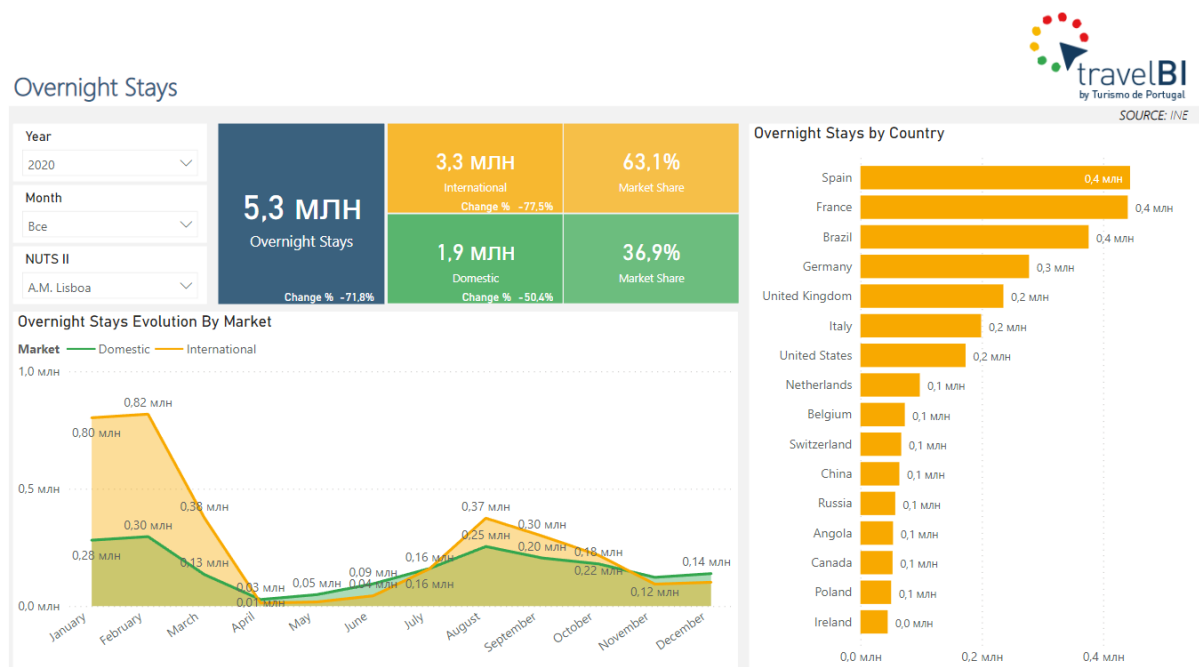 travelBI
by Turismo de Portugal
Overnight Stays
SOURCE: INE
Year
2020
Month
Все
NUTS II
A.M. Lisboa
5,3 млн
Overnight Stays
Change % -71,8%
3,3 млн
International
Change % -77,5%
63,1%
Market Share
1,9 млн
Domestic
Change % -50,4%
36,9%
Market Share
Overnight Stays Evolution By Market
Market Domestic International
1,0 млн
0,5 млн
0,0 млн
0,80 млн
0,82 млн
0,38 млн
0,01 млн
0,01 млн
0,16 млн
0,37 млн
0,30 млн
0,22 млн
0,28 млн
0,30 млн
0,13 млн
0,03 млн
0,05 млн
0,09 млн
0,16 млн
0,25 млн
0,20 млн
0,18 млн
0,12 млн
0,14 млн
January
February
March
April
May
June
July
August
September
October
November
December
Overnight Stays by Country
Spain 0,4 млн
France 0,4 млн
Brazil 0,4 млн
Germany 0,3 млн
United Kingdom 0,2 млн
Italy 0,2 млн
United States 0,2 млн
Netherlands 0,1 млн
Belgium 0,1 млн
Switzerland 0,1 млн
China 0,1 млн
Russia 0,1 млн
Angola 0,1 млн
Canada 0,1 млн
Poland 0,1 млн
Ireland 0,0 млн
0,0 млн 0,2 млн 0,4 млн